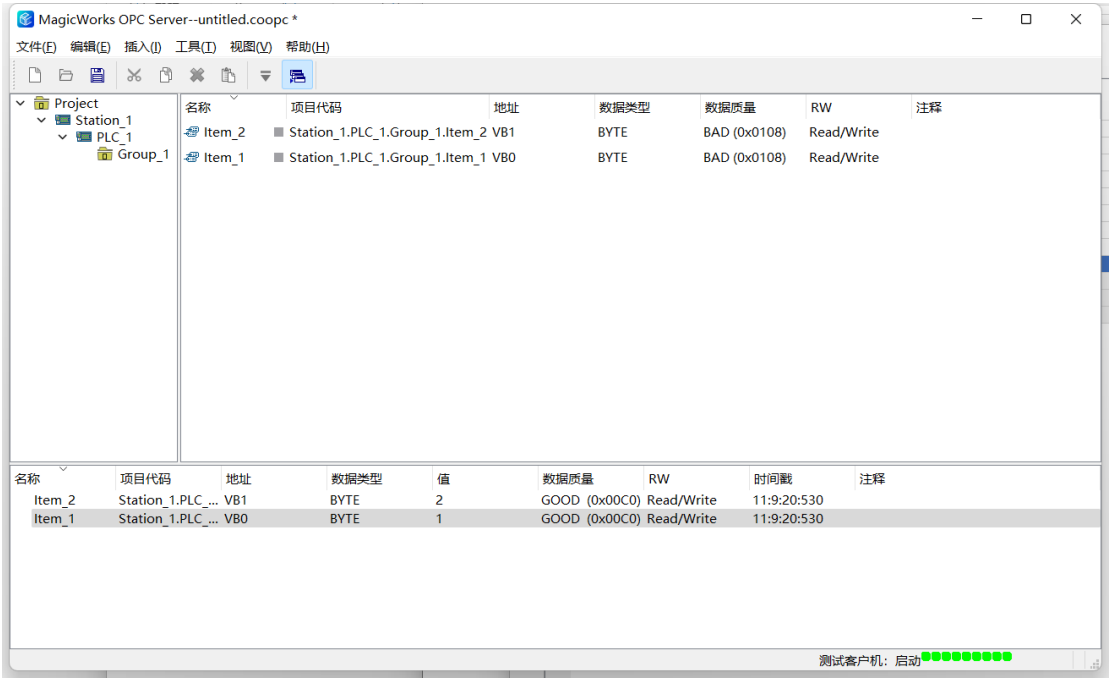 MagicWorks OPC Server--untitled.coopc *
文件(F) 编辑(E) 插入(I) 工具(T) 视图(V) 帮助(H)
Project
Station_1
PLC_1
Group_1
名称 项目代码 地址 数据类型 数据质量 RW 注释
Item_2 Station_1.PLC_1.Group_1.Item_2 VB1 BYTE BAD (0x0108) Read/Write
Item_1 Station_1.PLC_1.Group_1.Item_1 VB0 BYTE BAD (0x0108) Read/Write
名称 项目代码 地址 数据类型 值 数据质量 RW 时间戳 注释
Item_2 Station_1.PLC_... VB1 BYTE 2 GOOD (0x00C0) Read/Write 11:9:20:530
Item_1 Station_1.PLC_... VB0 BYTE 1 GOOD (0x00C0) Read/Write 11:9:20:530
测试客户机: 启动